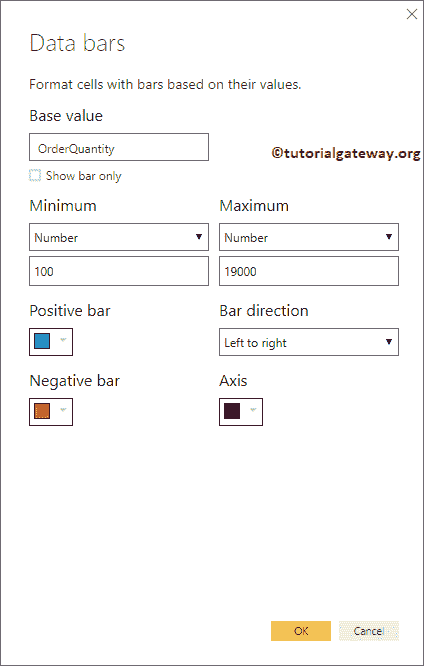 Data bars
Format cells with bars based on their values.
Base value
OrderQuantity
©tutorialgateway.org
Show bar only
Minimum
Maximum
Number
Number
100
19000
Positive bar
Bar direction
Left to right
Negative bar
Axis
OK
Cancel